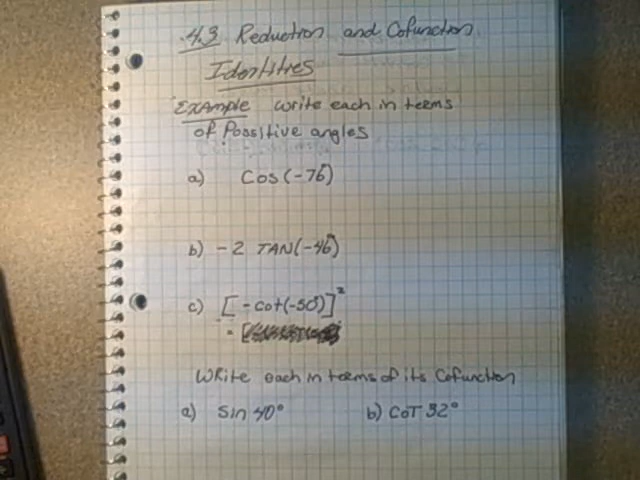 4.3 Reduction and Cofunction
Identities
Example Write each in terms
of Possitive angles
a) Cos(-76°)
b) -2 TAN(-46°)
c) [-cot(-50°)]²
= [
Write each in terms of its Cofunction
a) Sin 40° b) COT 32°